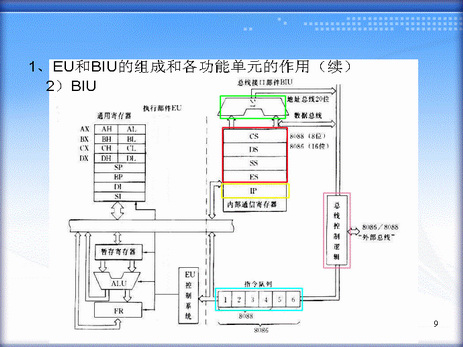 1、EU和BIU的组成和各功能单元的作用（续）
2）BIU
总线接口部件BIU
执行部件EU
地址总线20位
通用寄存器
数据总线
AX AH AL
BX BH BL
CX CH CL
DX DH DL
SP
BP
DI
SI
CS
DS
SS
ES
IP
内部通信寄存器
8088（8位）
8086（16位）
总线控制逻辑
8086/8088
“外部总线”
暂存寄存器
ALU
FR
EU控制系统
指令队列
1 2 3 4 5 6
8088
8086
9